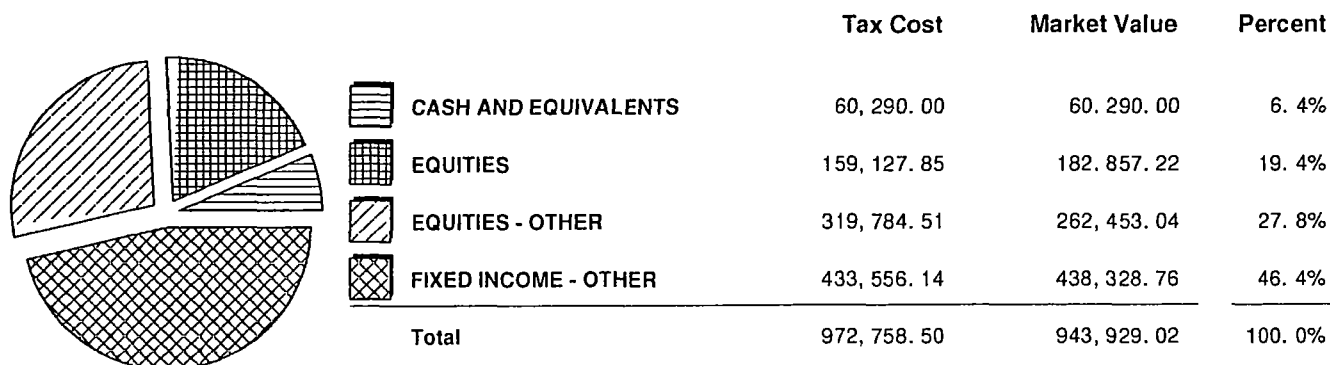 Tax Cost Market Value Percent
CASH AND EQUIVALENTS 60, 290. 00 60. 290. 00 6. 4%
EQUITIES 159, 127. 85 182. 857. 22 19. 4%
EQUITIES - OTHER 319, 784. 51 262, 453. 04 27. 8%
FIXED INCOME - OTHER 433, 556. 14 438, 328. 76 46. 4%
Total 972, 758. 50 943, 929. 02 100. 0%